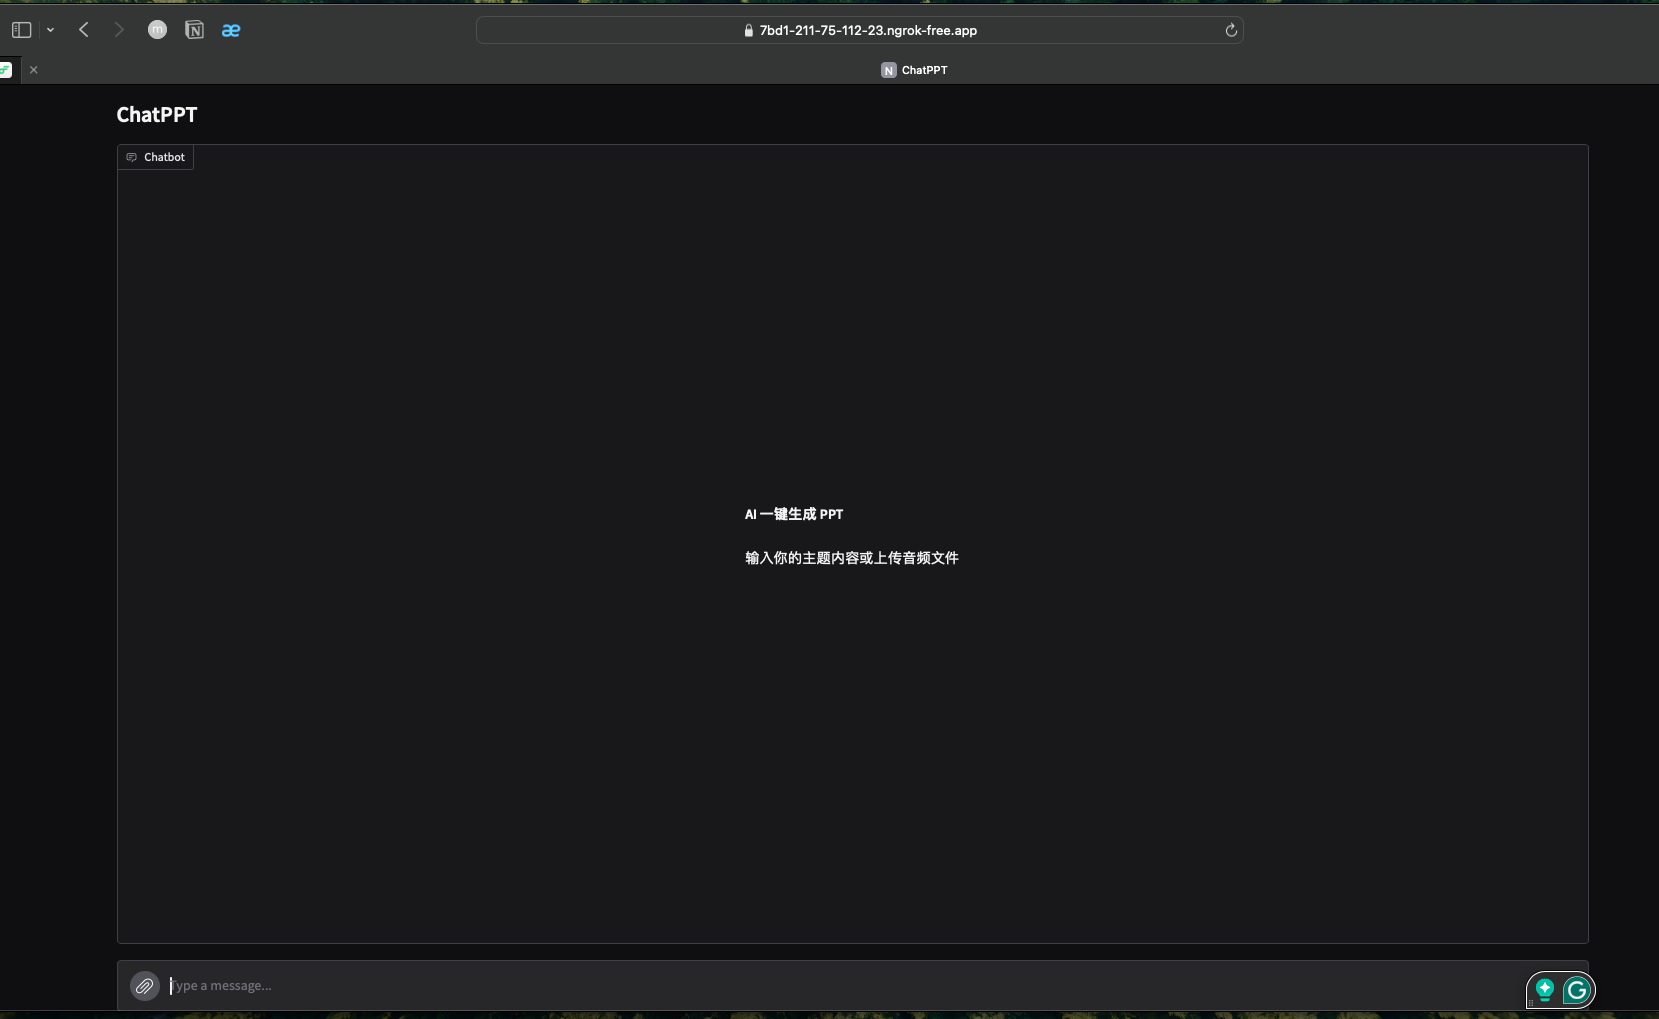 7bd1-211-75-112-23.ngrok-free.app
ChatPPT
ChatPPT
Chatbot
AI 一键生成 PPT
输入你的主题内容或上传音频文件
Type a message...